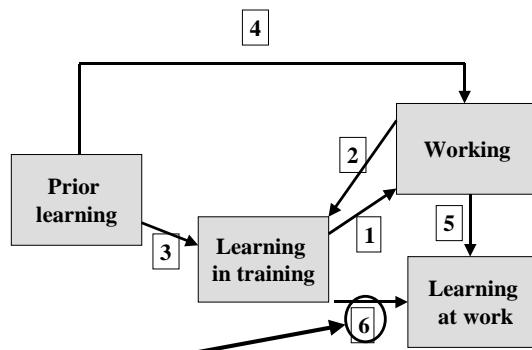 4
2
Working
Prior
learning
3
1
5
Learning
in training
Learning
at work
6